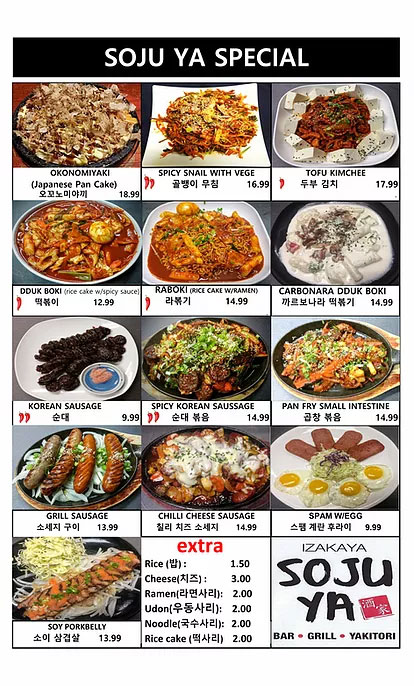 SOJU YA SPECIAL
OKONOMIYAKI
(Japanese Pan Cake)
오꼬노미야끼 18.99
SPICY SNAIL WITH VEGE
골뱅이 무침 16.99
TOFU KIMCHEE
두부 김치 17.99
DDUK BOKI (rice cake w/spicy sauce)
떡볶이 12.99
RABOKI (RICE CAKE W/RAMEN)
라볶기 14.99
CARBONARA DDUK BOKI
까르보나라 떡볶기 14.99
KOREAN SAUSAGE
순대 9.99
SPICY KOREAN SAUSSAGE
순대 볶음 14.99
PAN FRY SMALL INTESTINE
곱창 볶음 14.99
GRILL SAUSAGE
소세지 구이 13.99
CHILLI CHEESE SAUSAGE
칠리 치즈 소세지 14.99
SPAM W/EGG
스팸 계란 후라이 9.99
SOY PORKBELLY
소이 삼겹살 13.99
extra
Rice (밥) : 1.50
Cheese(치즈) : 3.00
Ramen(라면사리): 2.00
Udon(우동사리): 2.00
Noodle(국수사리): 2.00
Rice cake (떡사리) 2.00
IZAKAYA
SOJU
YA
酒家
BAR • GRILL • YAKITORI